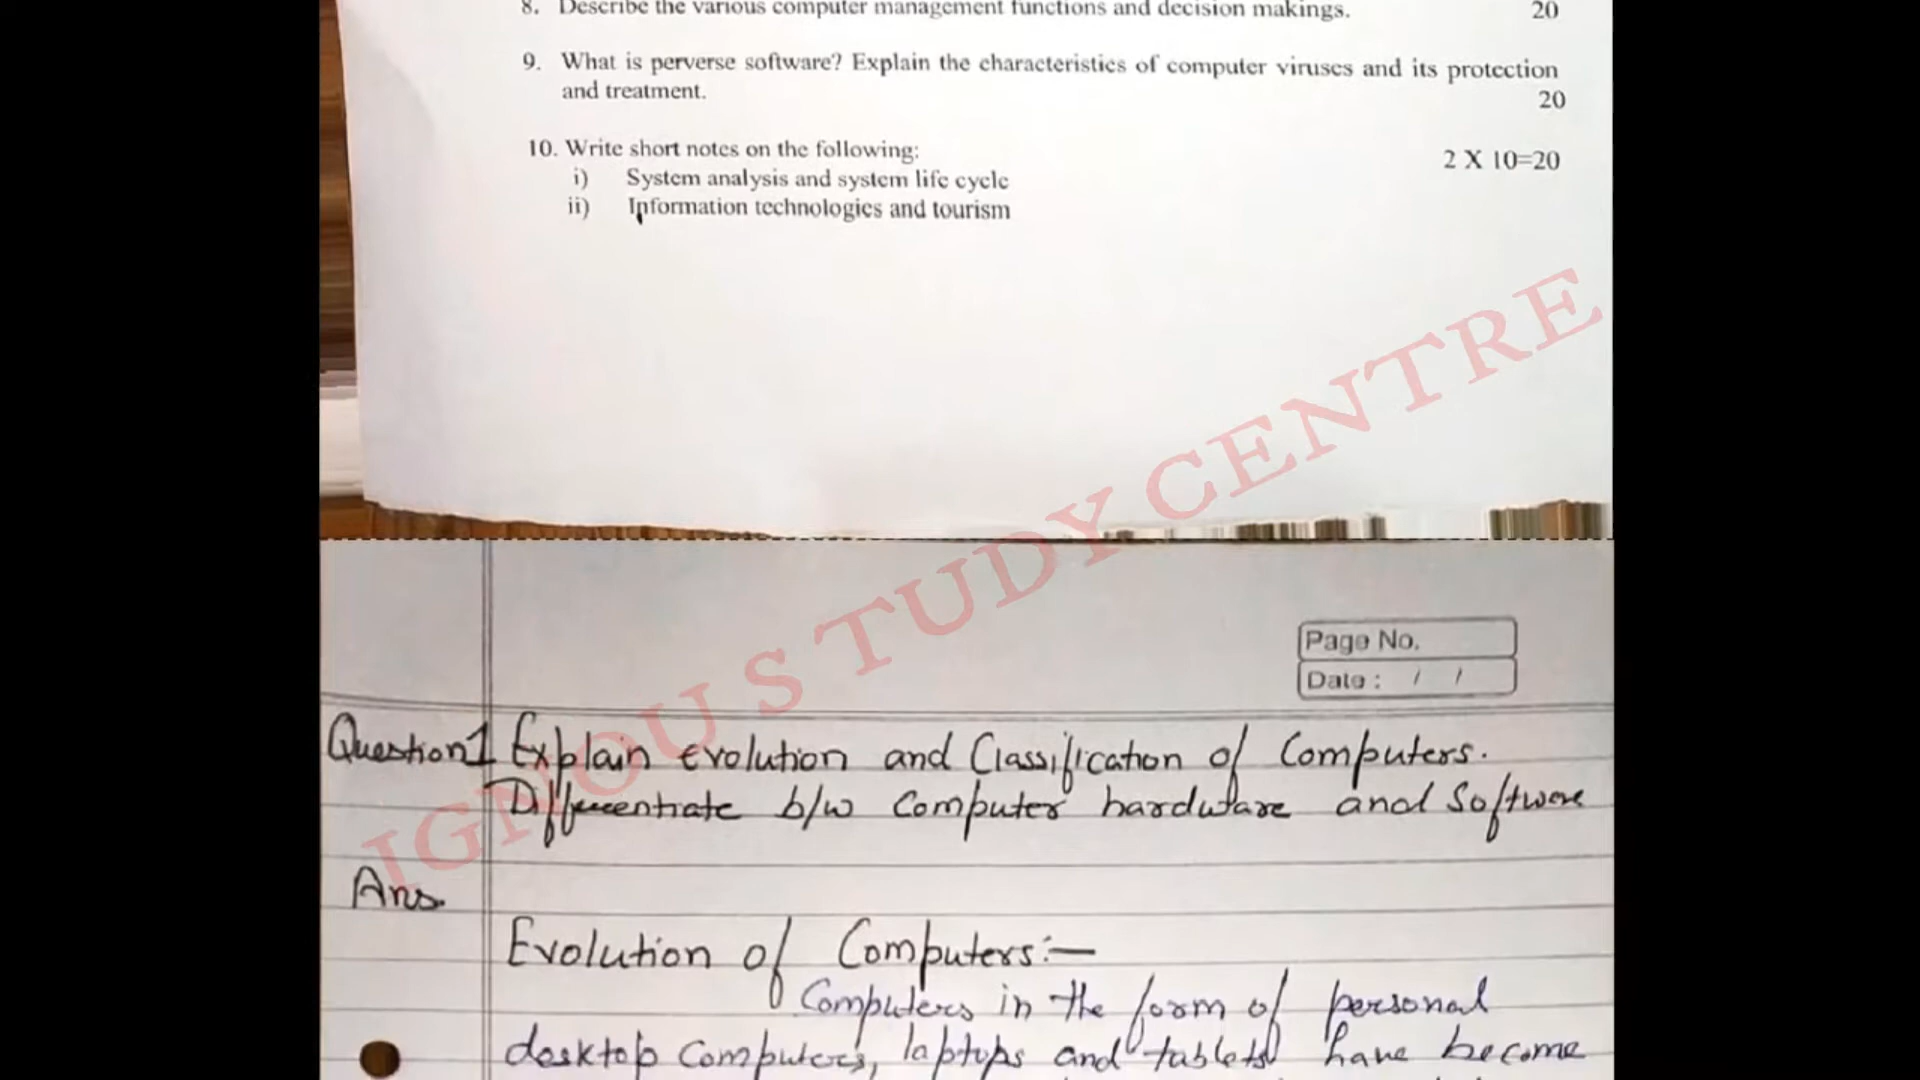 8. Describe the various computer management functions and decision makings. 20
9. What is perverse software? Explain the characteristics of computer viruses and its protection
and treatment. 20
10. Write short notes on the following: 2 X 10=20
i) System analysis and system life cycle
ii) Information technologies and tourism
IGNOU STUDY CENTRE
Page No.
Date : / /
Question 1 Explain Evolution and Classification of Computers.
Differentiate b/w Computer hardware and Software
Ans.
Evolution of Computers:-
Computers in the form of personal
desktop computers, laptops and tablets have become